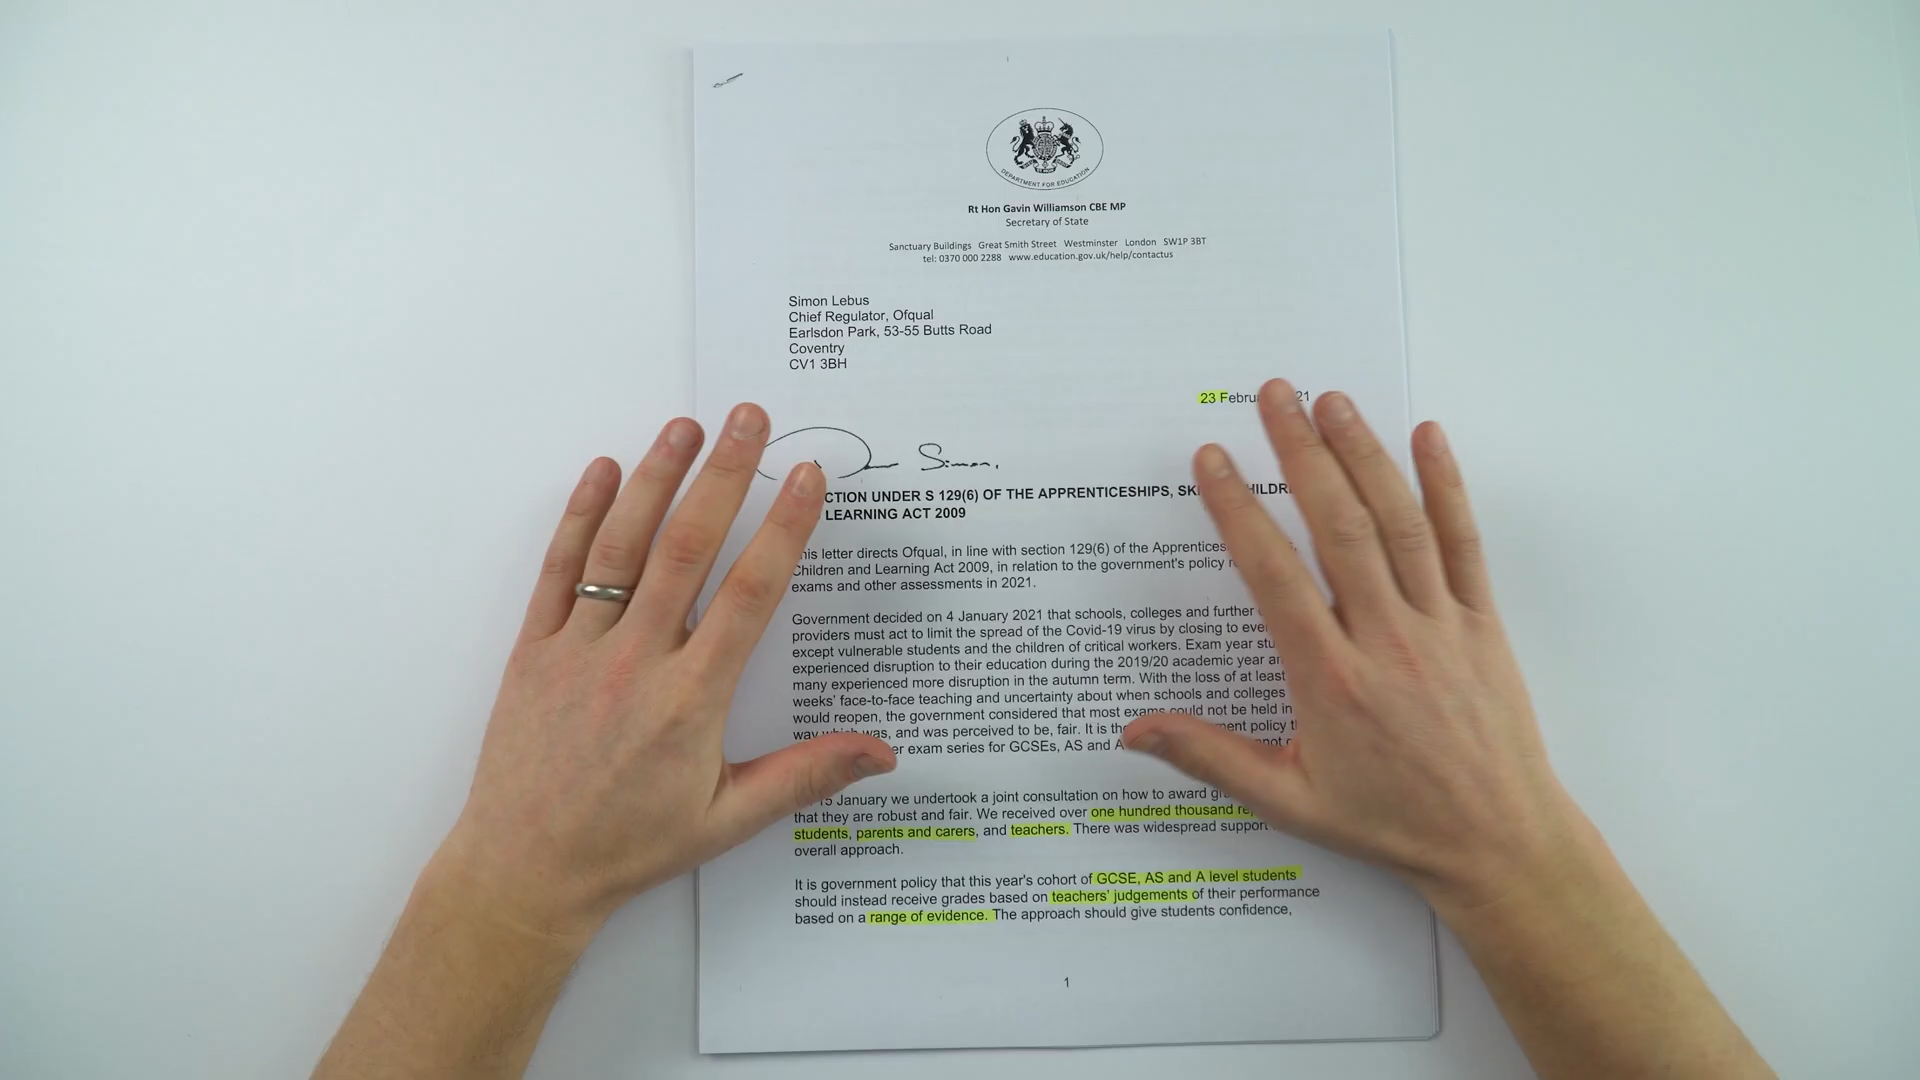 DEPARTMENT FOR EDUCATION
Rt Hon Gavin Williamson CBE MP
Secretary of State
Sanctuary Buildings Great Smith Street Westminster London SW1P 3BT
tel: 0370 000 2288 www.education.gov.uk/help/contactus
Simon Lebus
Chief Regulator, Ofqual
Earlsdon Park, 53-55 Butts Road
Coventry
CV1 3BH
23
Simon,
UNDER S 129(6) OF THE APPRENTICESHIPS,
LEARNING ACT 2009
letter directs Ofqual, in line with section 129(6) of the
Children and Learning Act 2009, in relation to the government's policy
exams and other assessments in 2021.
Government decided on 4 January 2021 that schools, colleges and further
providers must act to limit the spread of the Covid-19 virus by closing to
except vulnerable students and the children of critical workers. Exam year
experienced disruption to their education during the 2019/20 academic year
many experienced more disruption in the autumn term. With the loss of at least
weeks' face-to-face teaching and uncertainty about when schools and colleges
would reopen, the government considered that most exams could not be held in
way which was, and was perceived to be, fair. It is policy
exam series for GCSEs, AS and
15 January we undertook a joint consultation on how to award
that they are robust and fair. We received over one hundred thousand
students, parents and carers, and teachers. There was widespread support
overall approach.
It is government policy that this year's cohort of GCSE, AS and A level students
should instead receive grades based on teachers' judgements of their performance
based on a range of evidence. The approach should give students confidence,
1